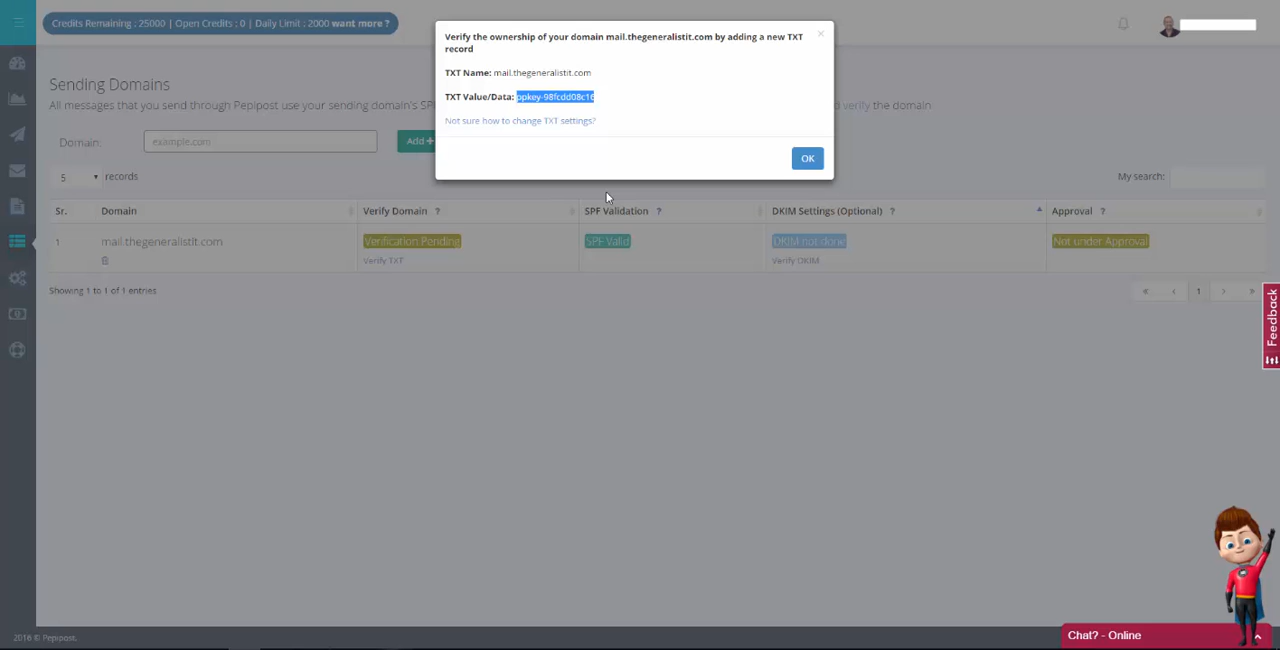 Credits Remaining : 25000 | Open Credits : 0 | Daily Limit : 2000 want more ?
Verify the ownership of your domain mail.thegeneralistit.com by adding a new TXT
record
×
TXT Name: mail.thegeneralistit.com
TXT Value/Data: ppkey-98fcdd08c16
Not sure how to change TXT settings?
OK
Sending Domains
All messages that you send through Pepipost use your sending domain's SP
to verify the domain.
Domain:
example.com
Add +
5 records
My search:
Sr. Domain Verify Domain ? SPF Validation ? DKIM Settings (Optional) ? Approval ?
1 mail.thegeneralistit.com Verification Pending SPF Valid DKIM not done Not under Approval
Verify TXT Verify DKIM
Showing 1 to 1 of 1 entries
« ‹ 1 › »
Feedback
2016 © Pepipost.
Chat? - Online